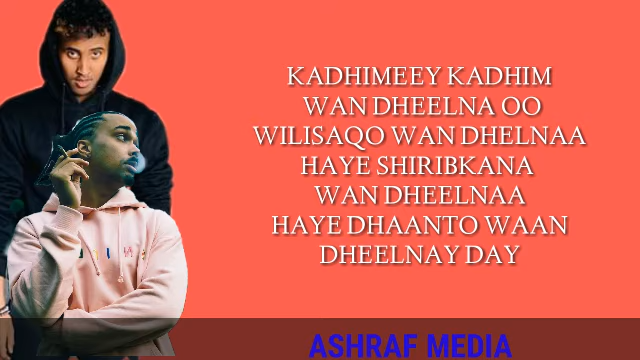 KADHIMEEY KADHIM
WAN DHEELNA OO
WILISAQO WAN DHELNAA
HAYE SHIRIBKANA
WAN DHEELNAA
HAYE DHAANTO WAAN
DHEELNAY DAY
ASHRAF MEDIA